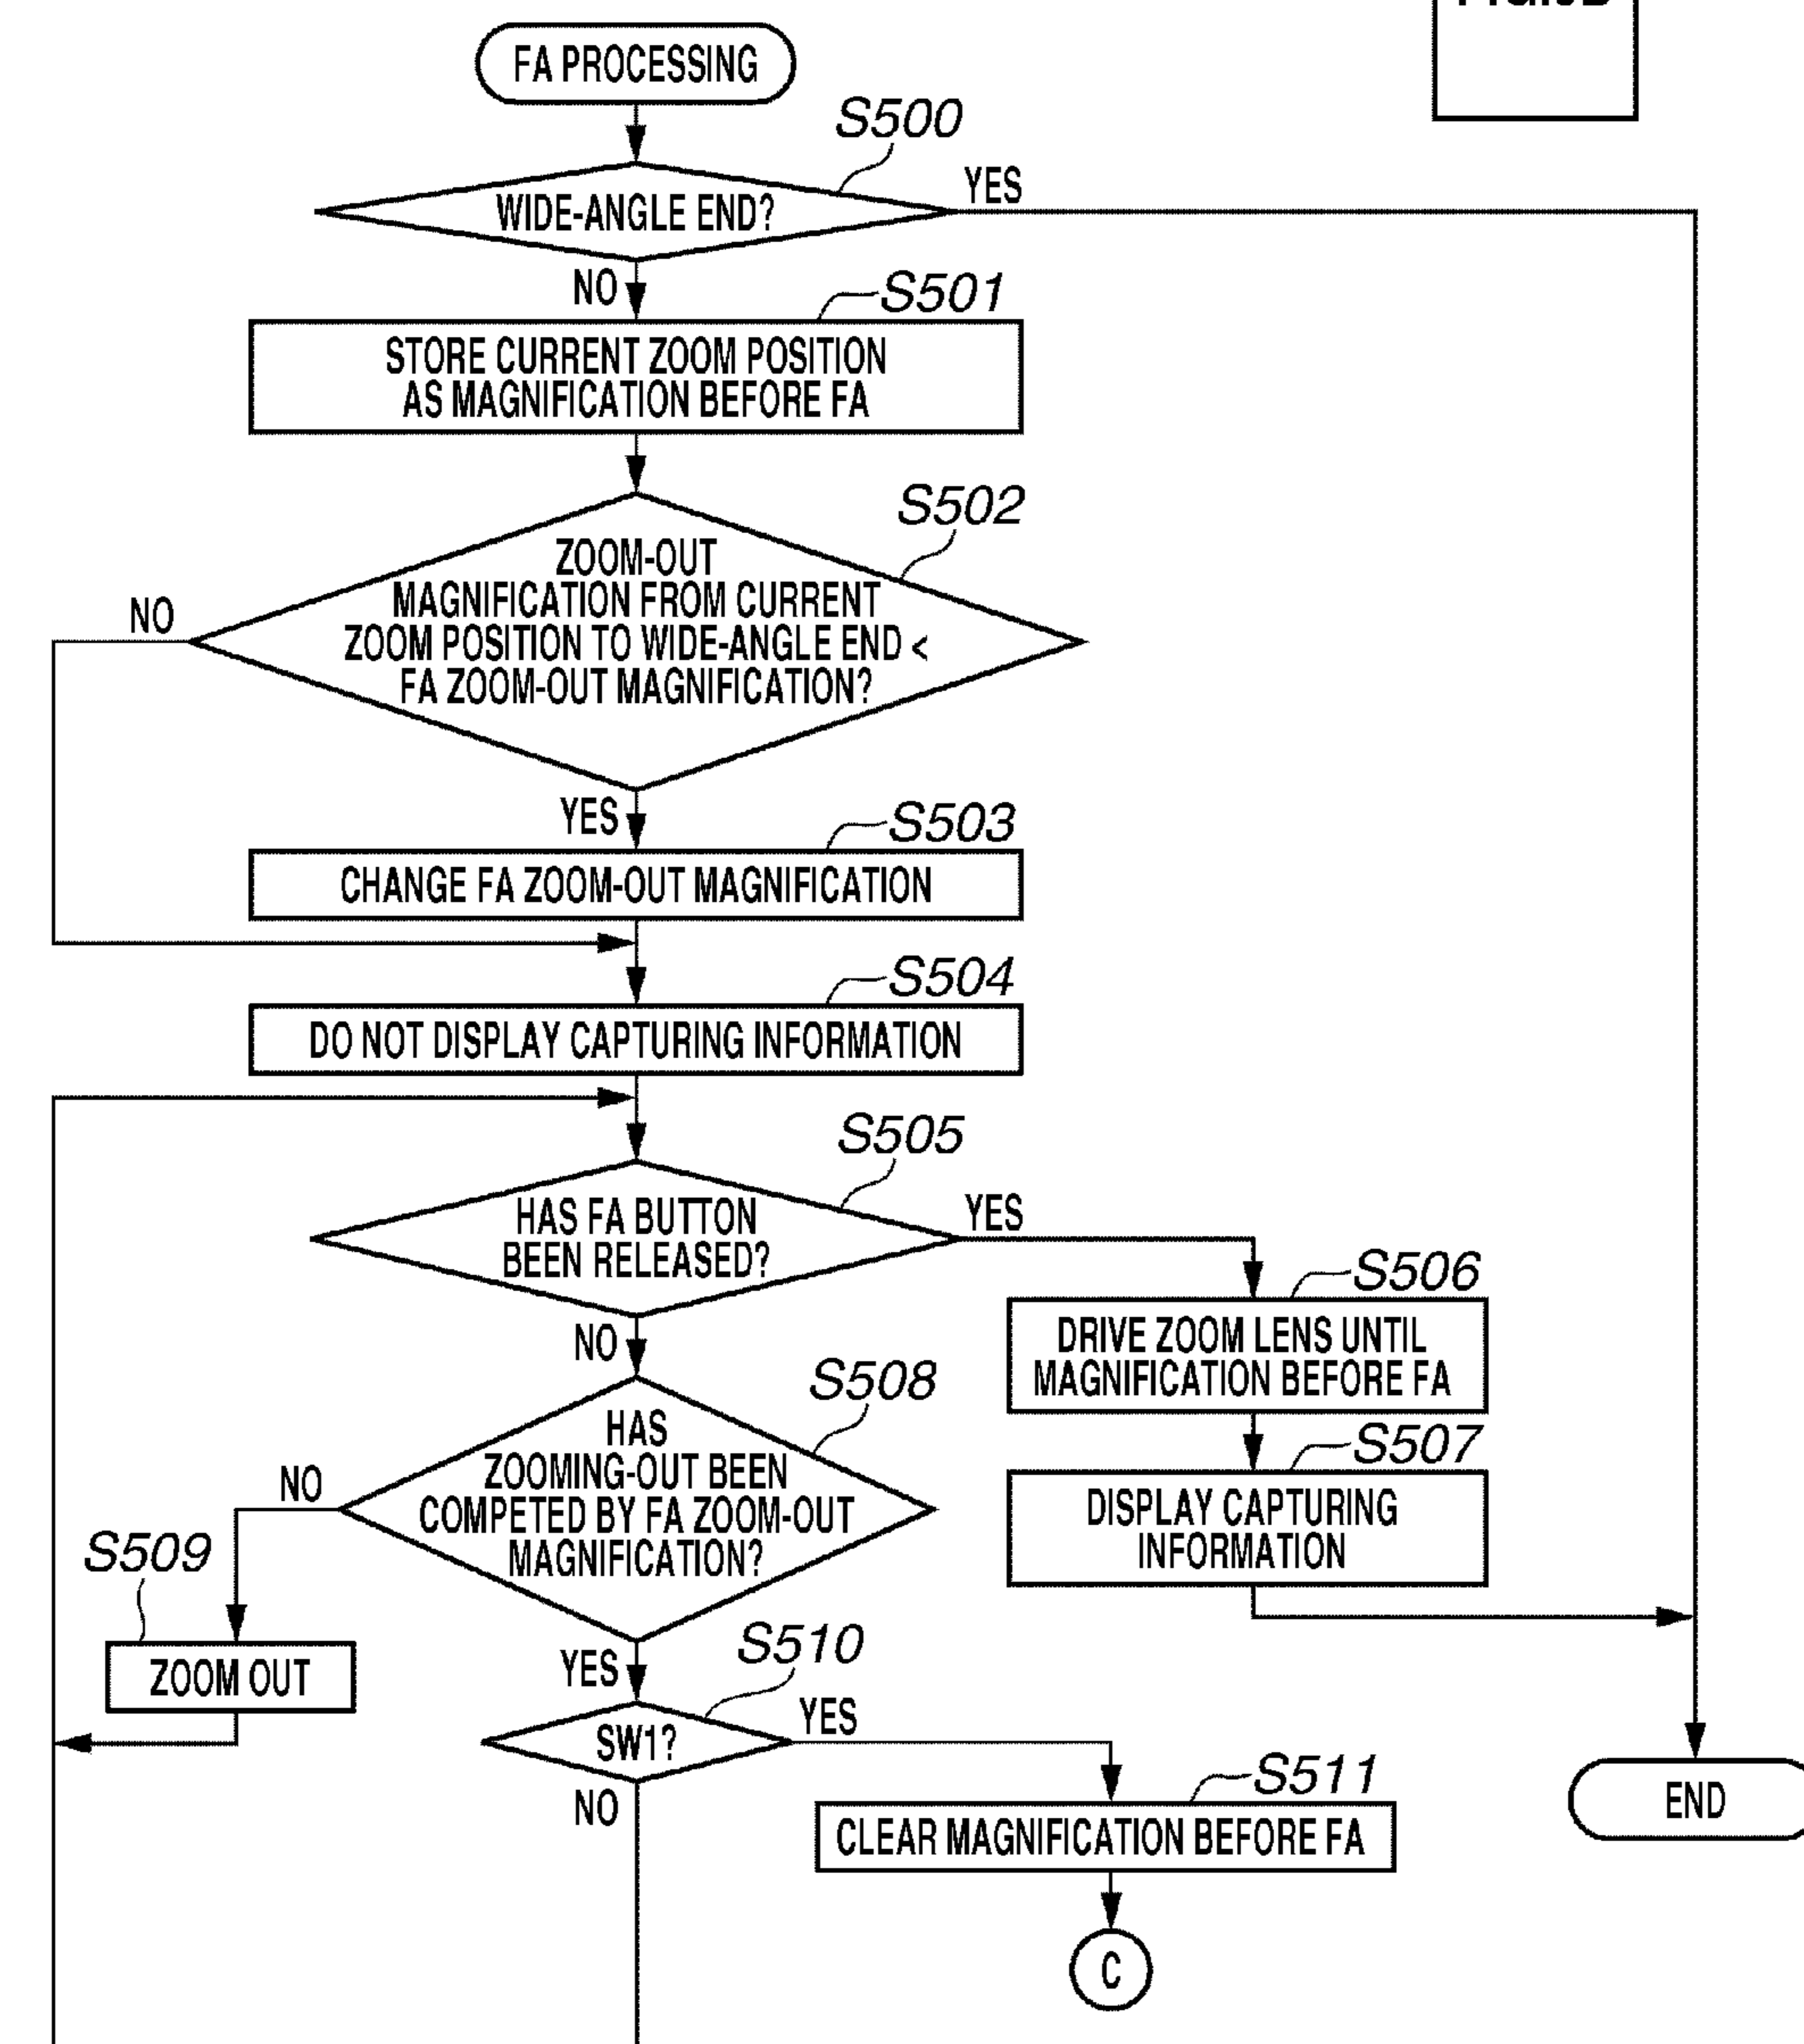 FA PROCESSING
S500
WIDE-ANGLE END?
YES
NO
S501
STORE CURRENT ZOOM POSITION
AS MAGNIFICATION BEFORE FA
S502
ZOOM-OUT
MAGNIFICATION FROM CURRENT
ZOOM POSITION TO WIDE-ANGLE END <
FA ZOOM-OUT MAGNIFICATION?
NO
YES
S503
CHANGE FA ZOOM-OUT MAGNIFICATION
S504
DO NOT DISPLAY CAPTURING INFORMATION
S505
HAS FA BUTTON
BEEN RELEASED?
YES
NO
S506
DRIVE ZOOM LENS UNTIL
MAGNIFICATION BEFORE FA
S507
DISPLAY CAPTURING
INFORMATION
S508
HAS
ZOOMING-OUT BEEN
COMPETED BY FA ZOOM-OUT
MAGNIFICATION?
NO
YES
S509
ZOOM OUT
S510
SW1?
YES
NO
S511
CLEAR MAGNIFICATION BEFORE FA
C
END